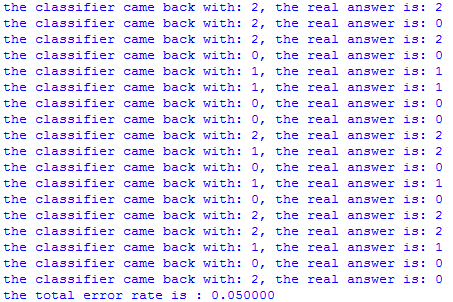 the classifier came back with: 2, the real answer is: 2
the classifier came back with: 2, the real answer is: 0
the classifier came back with: 2, the real answer is: 2
the classifier came back with: 0, the real answer is: 0
the classifier came back with: 1, the real answer is: 1
the classifier came back with: 1, the real answer is: 1
the classifier came back with: 0, the real answer is: 0
the classifier came back with: 0, the real answer is: 0
the classifier came back with: 2, the real answer is: 2
the classifier came back with: 1, the real answer is: 2
the classifier came back with: 0, the real answer is: 0
the classifier came back with: 1, the real answer is: 1
the classifier came back with: 0, the real answer is: 0
the classifier came back with: 2, the real answer is: 2
the classifier came back with: 2, the real answer is: 2
the classifier came back with: 1, the real answer is: 1
the classifier came back with: 0, the real answer is: 0
the classifier came back with: 2, the real answer is: 0
the total error rate is : 0.050000